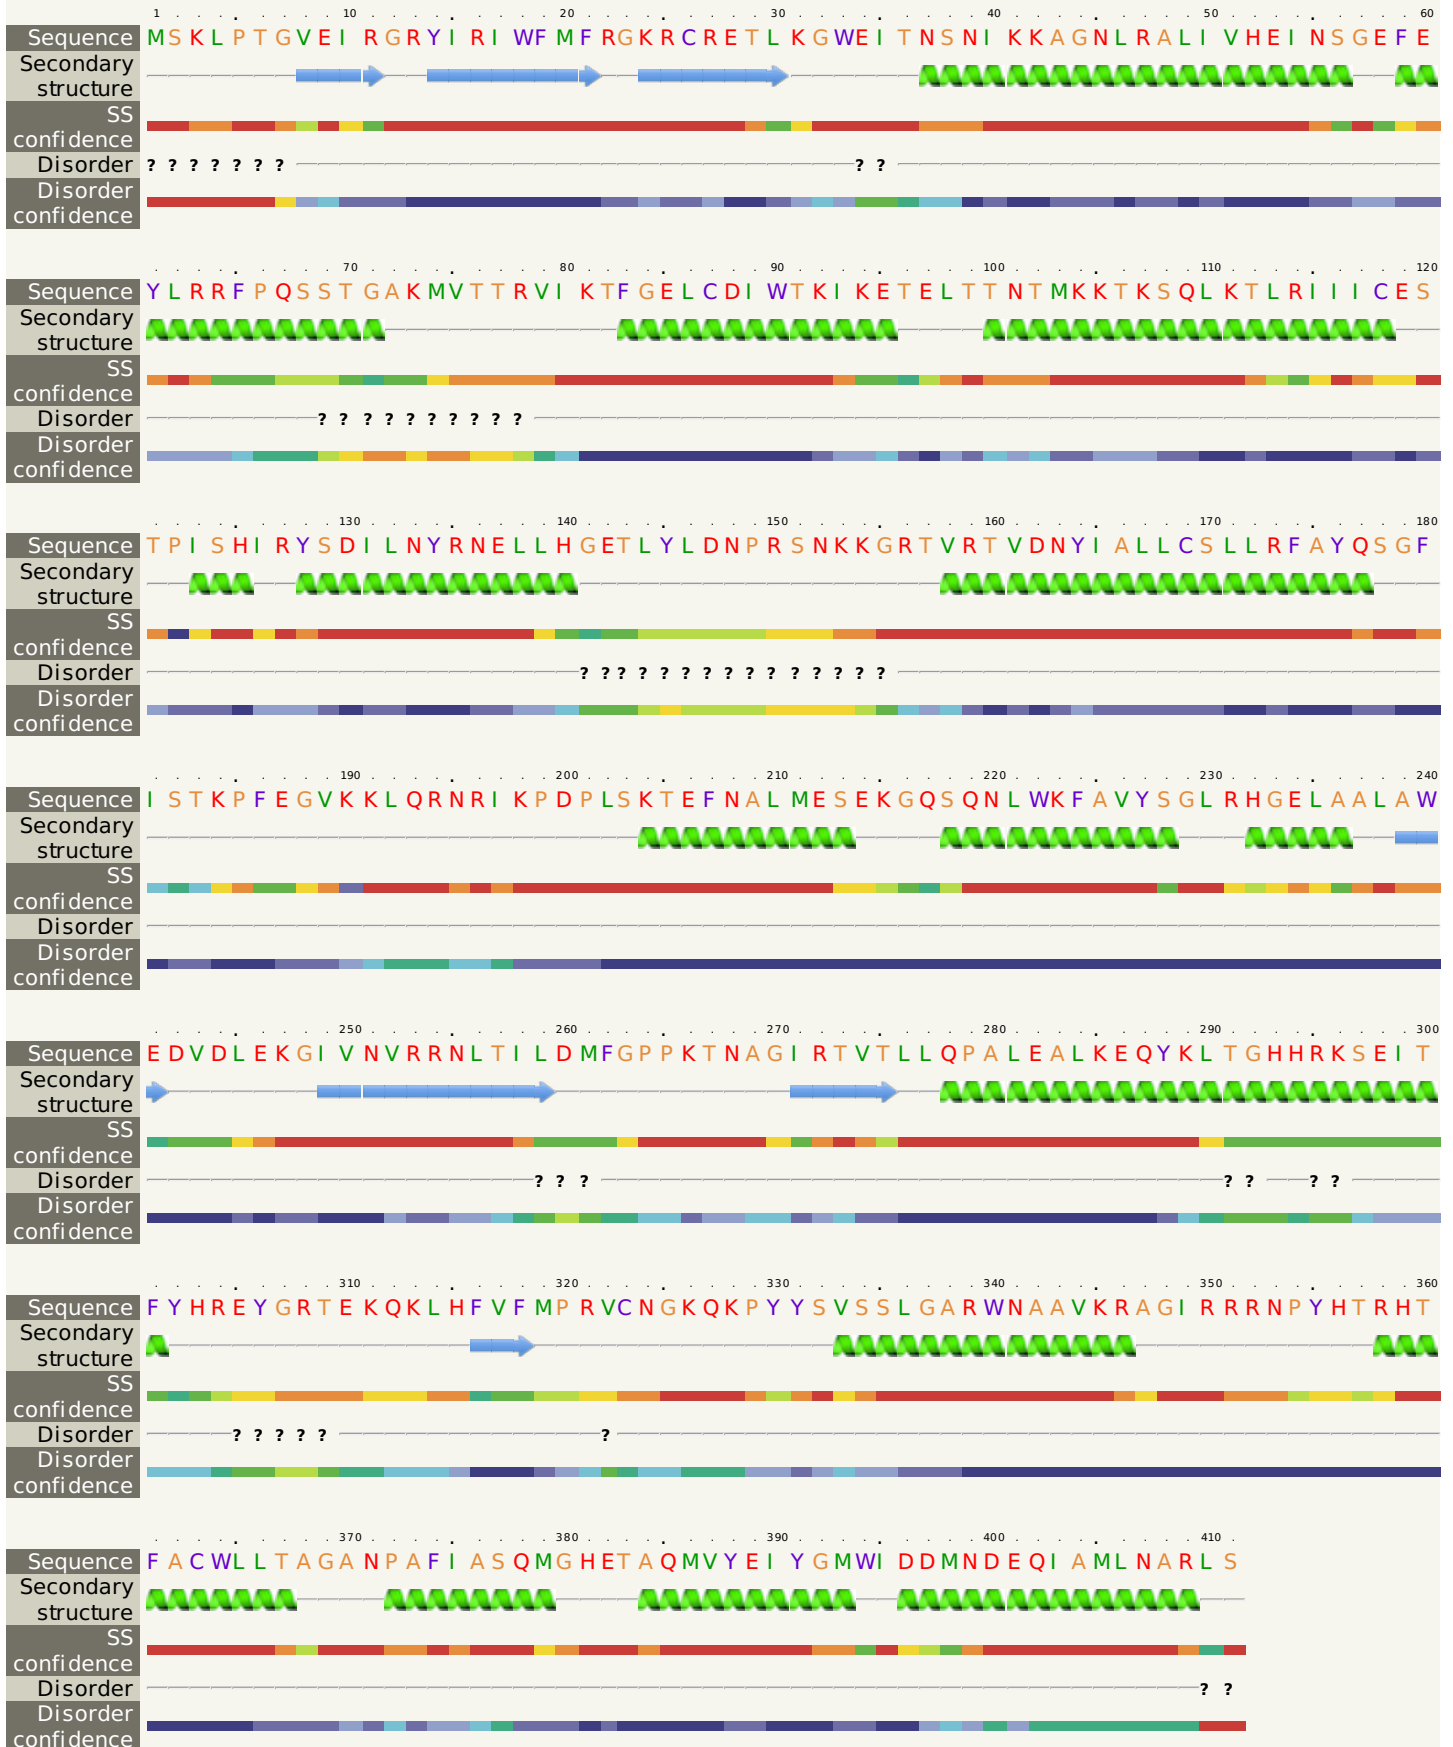 1 10 20 30 40 50 60
Sequence MSKLPTGVEIRGRYIRIWFMFRGKRCRETLKGWEITNSNIKKAGNLRALIVHEINSGEFE
Secondary
structure
SS
confidence
Disorder ? ? ? ? ? ? ? ? ?
Disorder
confidence
70 80 90 100 110 120
Sequence YLRRFPQSSTGAKMVTTRVIKTFGELCDIWTKIKETELTTNTMKKTKSQLKTLRIIICES
Secondary
structure
SS
confidence
Disorder ? ? ? ? ? ? ? ? ? ?
Disorder
confidence
130 140 150 160 170 180
Sequence TPISHIRYSDILNYRNELLHGETLYLDNPRSNKKGRTVRTVDNYIALLCSLLRFAYQSGF
Secondary
structure
SS
confidence
Disorder ? ? ? ? ? ? ? ? ? ? ? ? ? ? ?
Disorder
confidence
190 200 210 220 230 240
Sequence ISTKPFEGVKKLQRNRIKPDPLSKTEFNALMESEKGQSQNLWKFAVYSGLRHGELAALAW
Secondary
structure
SS
confidence
Disorder
Disorder
confidence
250 260 270 280 290 300
Sequence EDVDLEKGIVNVRRNLTILDMFGPPKTNAGIRTVTLLQPALEALKEQYKLTGHHRKSEIT
Secondary
structure
SS
confidence
Disorder ? ? ? ? ? ? ?
Disorder
confidence
310 320 330 340 350 360
Sequence FYHREYGRTEKQKLHFVFMPRVCNGKQKPYYSVSSLGARWNAAVKRAGIRRRNPYHTRHT
Secondary
structure
SS
confidence
Disorder ? ? ? ? ? ?
Disorder
confidence
370 380 390 400 410
Sequence FACWLLTAGANPAFIASQMGHETAQMVYEIYGMWIDDMNDEQIAMLNARLS
Secondary
structure
SS
confidence
Disorder ? ?
Disorder
confidence